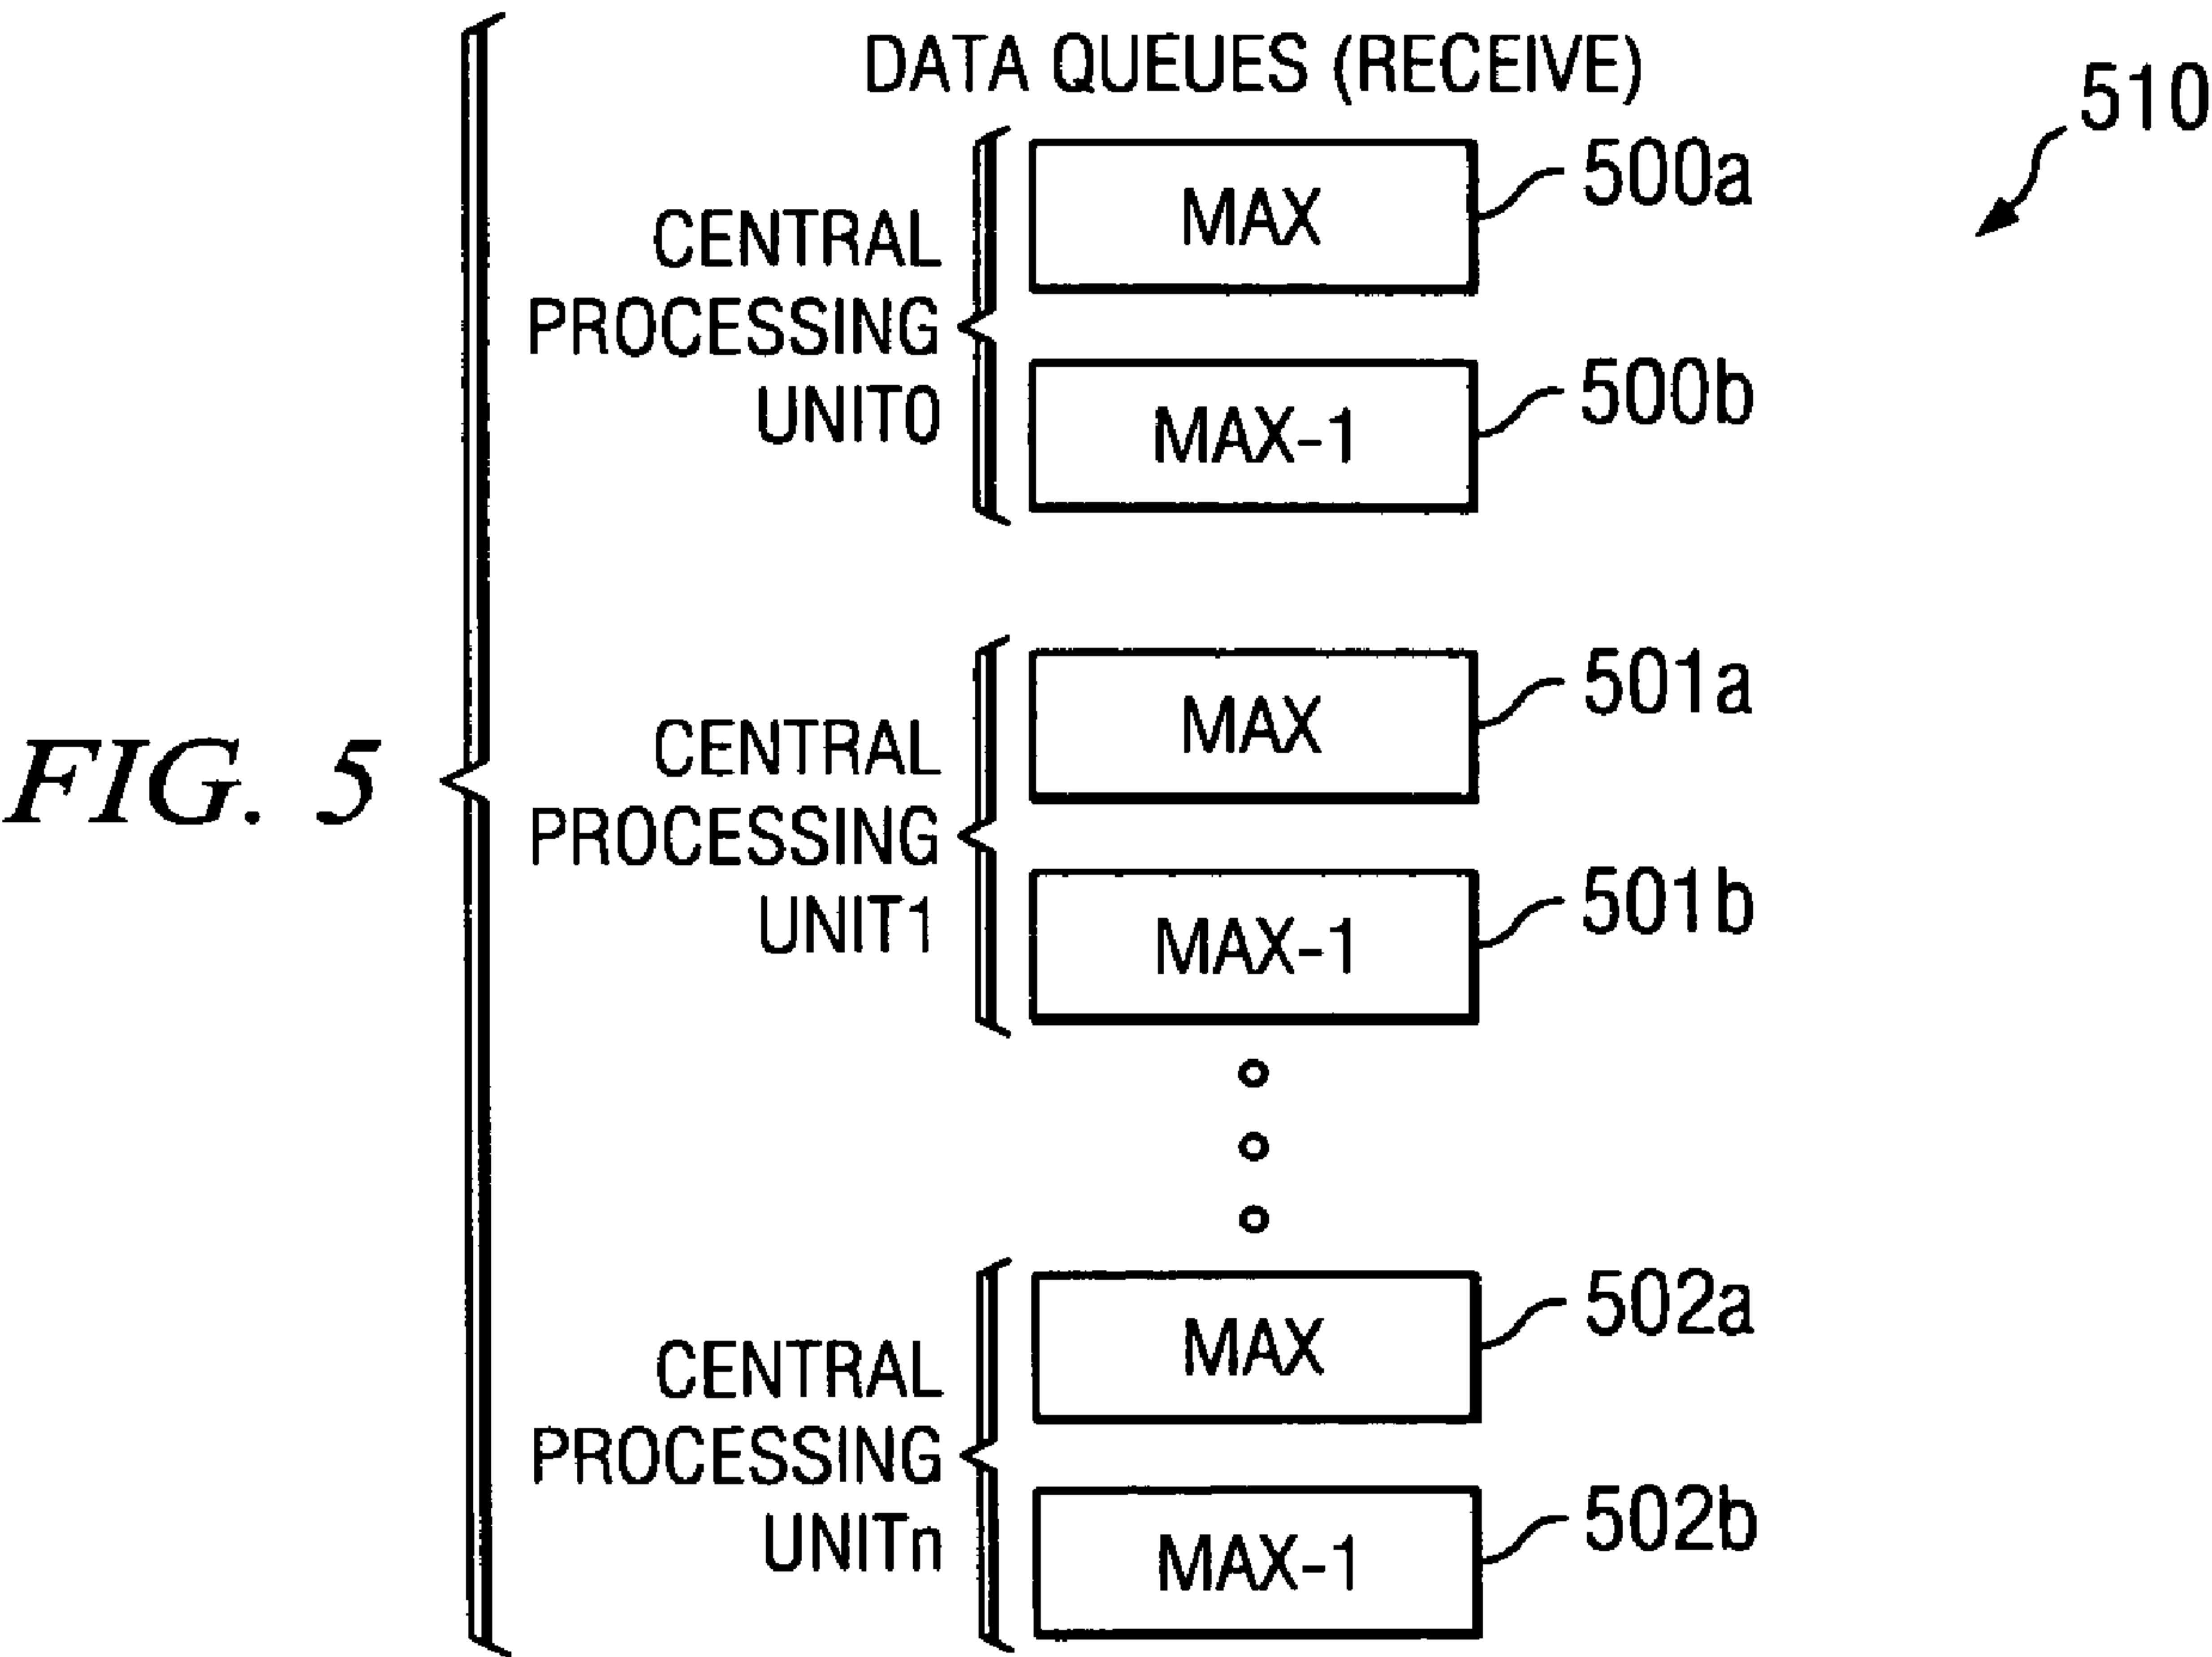 DATA QUEUES (RECEIVE)
510
CENTRAL
PROCESSING
UNIT0
MAX
500a
MAX-1
500b
FIG. 5
CENTRAL
PROCESSING
UNIT1
MAX
501a
MAX-1
501b
CENTRAL
PROCESSING
UNITn
MAX
502a
MAX-1
502b